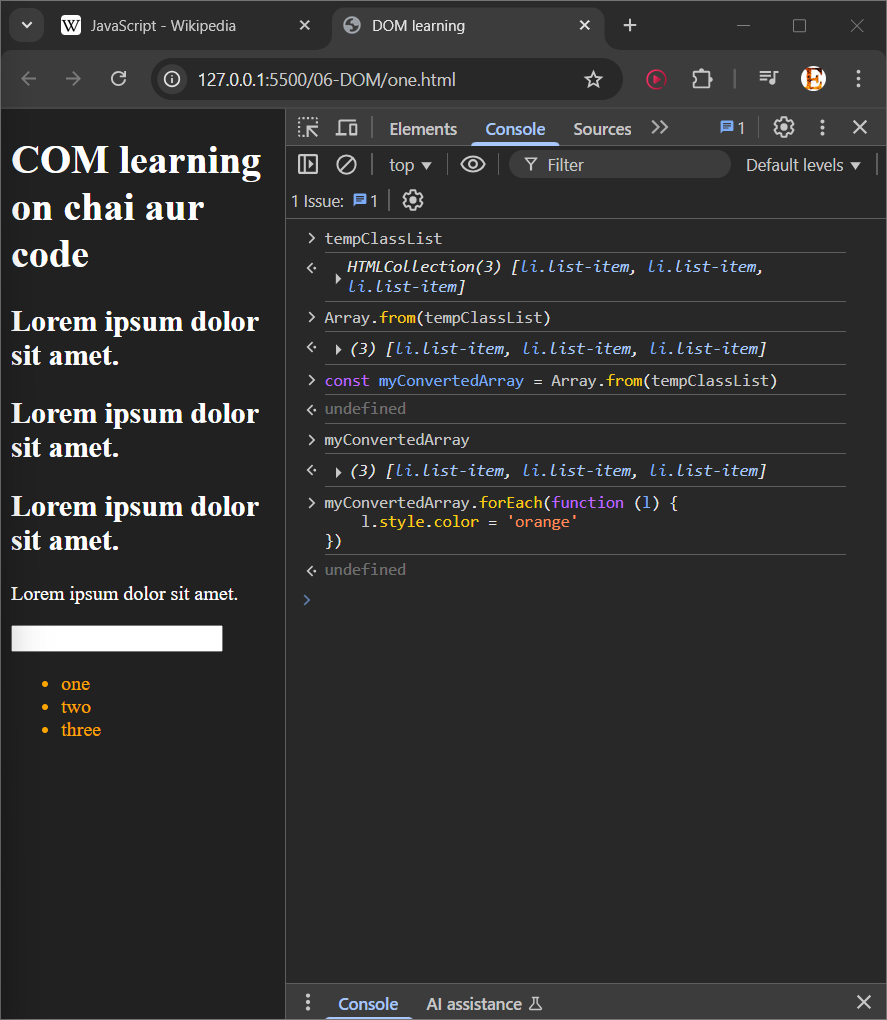 JavaScript - Wikipedia
DOM learning
127.0.0.1:5500/06-DOM/one.html
COM learning
on chai aur
code
Lorem ipsum dolor
sit amet.
Lorem ipsum dolor
sit amet.
Lorem ipsum dolor
sit amet.
Lorem ipsum dolor sit amet.
one
two
three
Elements Console Sources 1
top Filter Default levels
1 Issue: 1
tempClassList
HTMLCollection(3) [li.list-item, li.list-item,
li.list-item]
Array.from(tempClassList)
(3) [li.list-item, li.list-item, li.list-item]
const myConvertedArray = Array.from(tempClassList)
undefined
myConvertedArray
(3) [li.list-item, li.list-item, li.list-item]
myConvertedArray.forEach(function (l) {
l.style.color = 'orange'
})
undefined
Console AI assistance